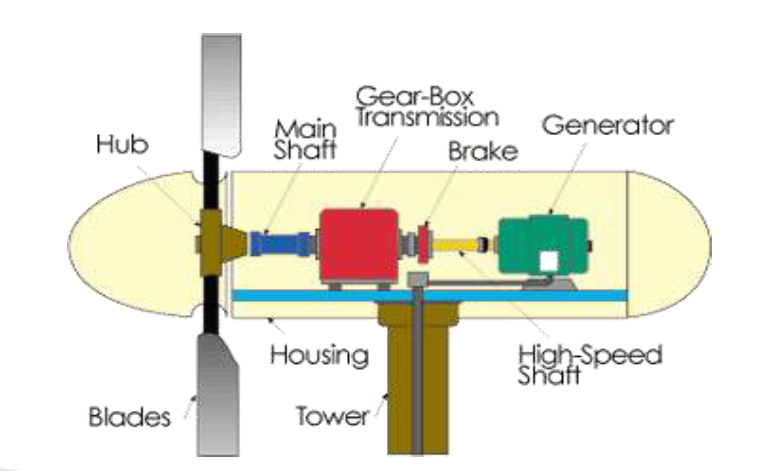 Gear-Box
Transmission
Main
Shaft
Generator
Hub
Brake
Housing
High-Speed
Shaft
Blades
Tower